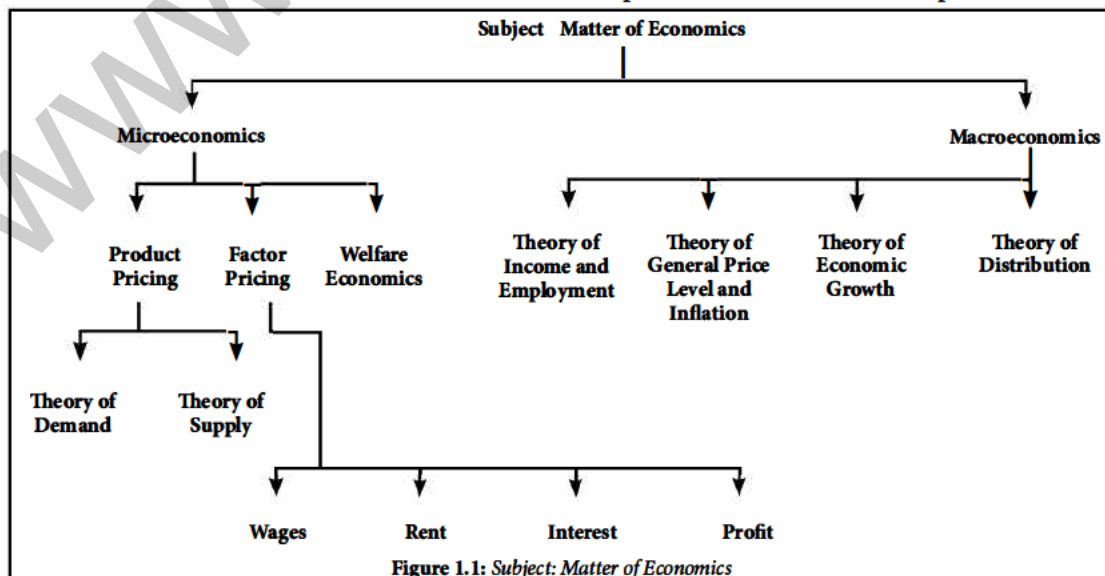 Subject Matter of Economics
Microeconomics
Macroeconomics
Product
Pricing
Factor
Pricing
Welfare
Economics
Theory of
Income and
Employment
Theory of
General Price
Level and
Inflation
Theory of
Economic
Growth
Theory of
Distribution
Theory of
Demand
Theory of
Supply
Wages
Rent
Interest
Profit
Figure 1.1: Subject: Matter of Economics